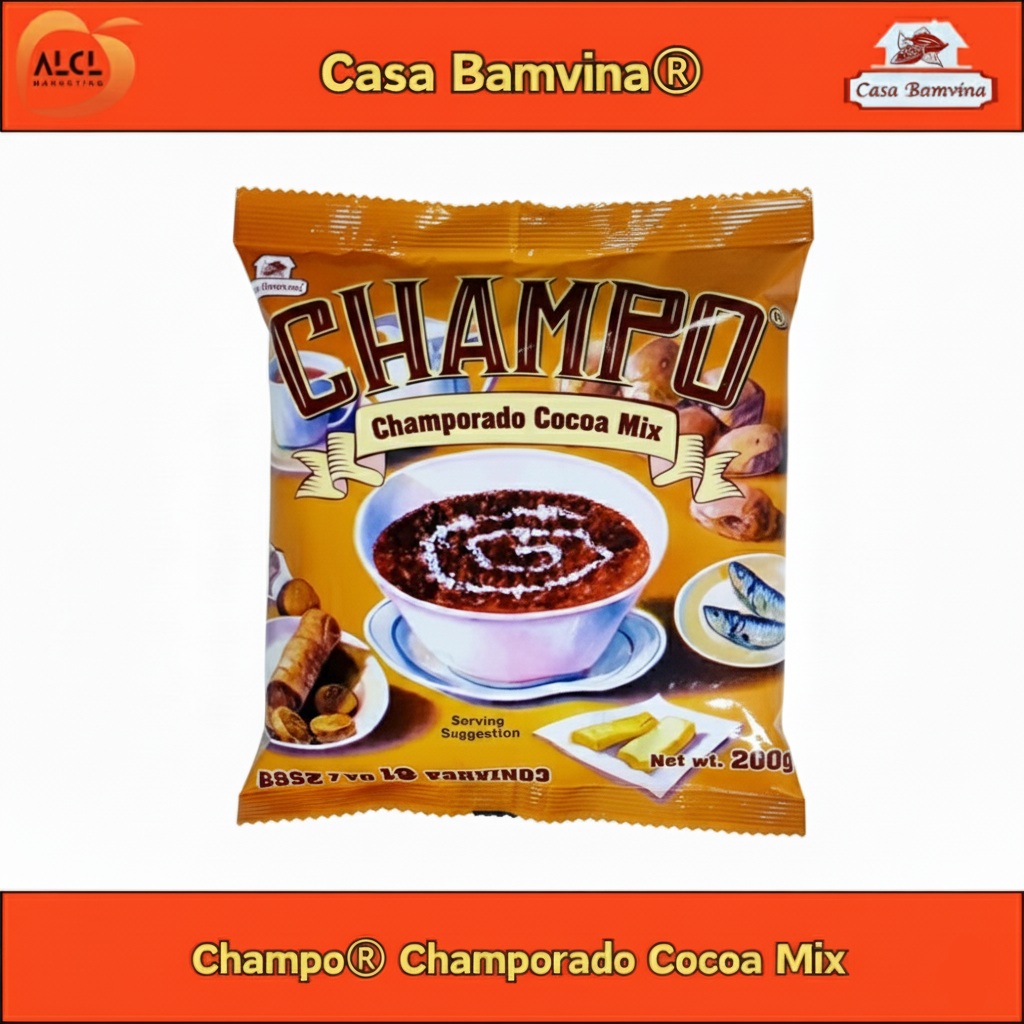 ALCL
MARKETING
Casa Bamvina®
Casa Bamvina
CHAMPO®
Champorado Cocoa Mix
Serving
Suggestion
Net wt. 200g
Champo® Champorado Cocoa Mix